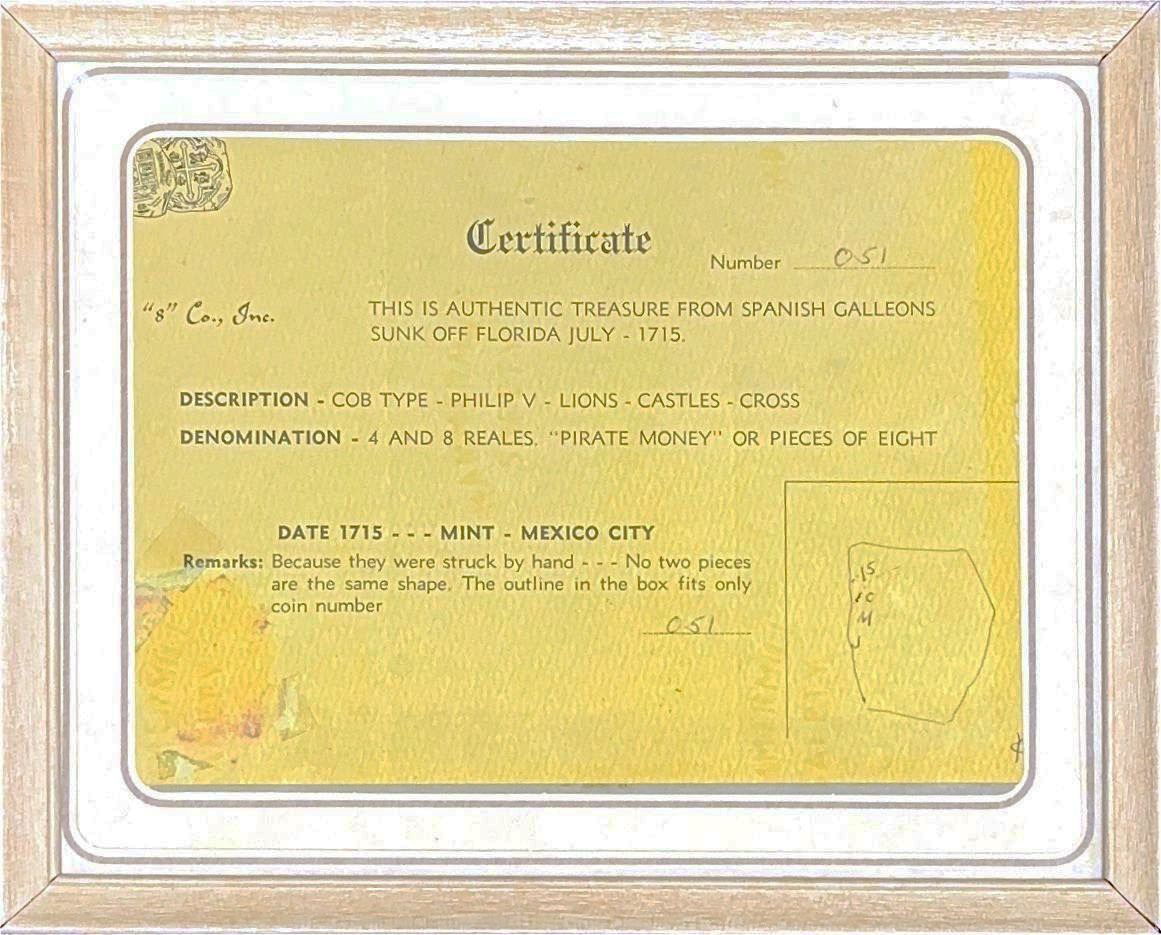 Certificate
Number 051
"8" Co., Inc.
THIS IS AUTHENTIC TREASURE FROM SPANISH GALLEONS
SUNK OFF FLORIDA JULY - 1715.
DESCRIPTION - COB TYPE - PHILIP V - LIONS - CASTLES - CROSS
DENOMINATION - 4 AND 8 REALES. "PIRATE MONEY" OR PIECES OF EIGHT
DATE 1715 - - - MINT - MEXICO CITY
Remarks: Because they were struck by hand - - - No two pieces
are the same shape. The outline in the box fits only
coin number
051
M
J